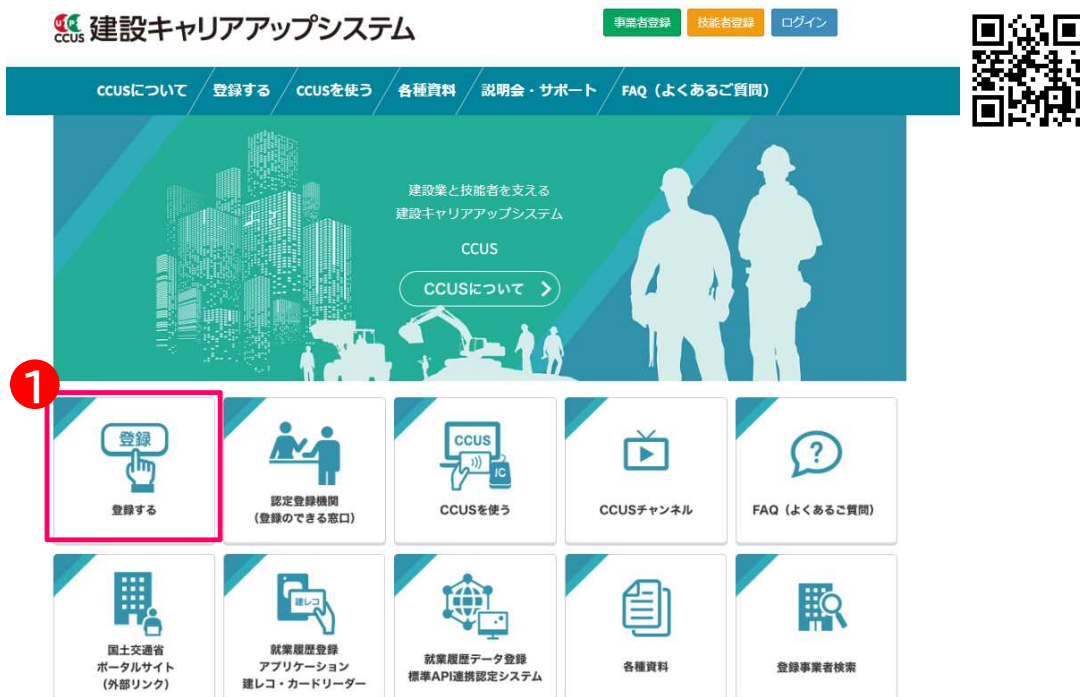 CCUS 建設キャリアアップシステム
事業者登録 技能者登録 ログイン
CCUSについて 登録する CCUSを使う 各種資料 説明会・サポート FAQ（よくあるご質問）
建設業と技能者を支える
建設キャリアアップシステム
CCUS
CCUSについて
1
登録
登録する
認定登録機関
（登録のできる窓口）
CCUS
IC
CCUSを使う
CCUSチャンネル
?
FAQ（よくあるご質問）
国土交通省
ポータルサイト
（外部リンク）
建レコ
就業履歴登録
アプリケーション
建レコ・カードリーダー
就業履歴データ登録
標準API連携認定システム
各種資料
登録事業者検索